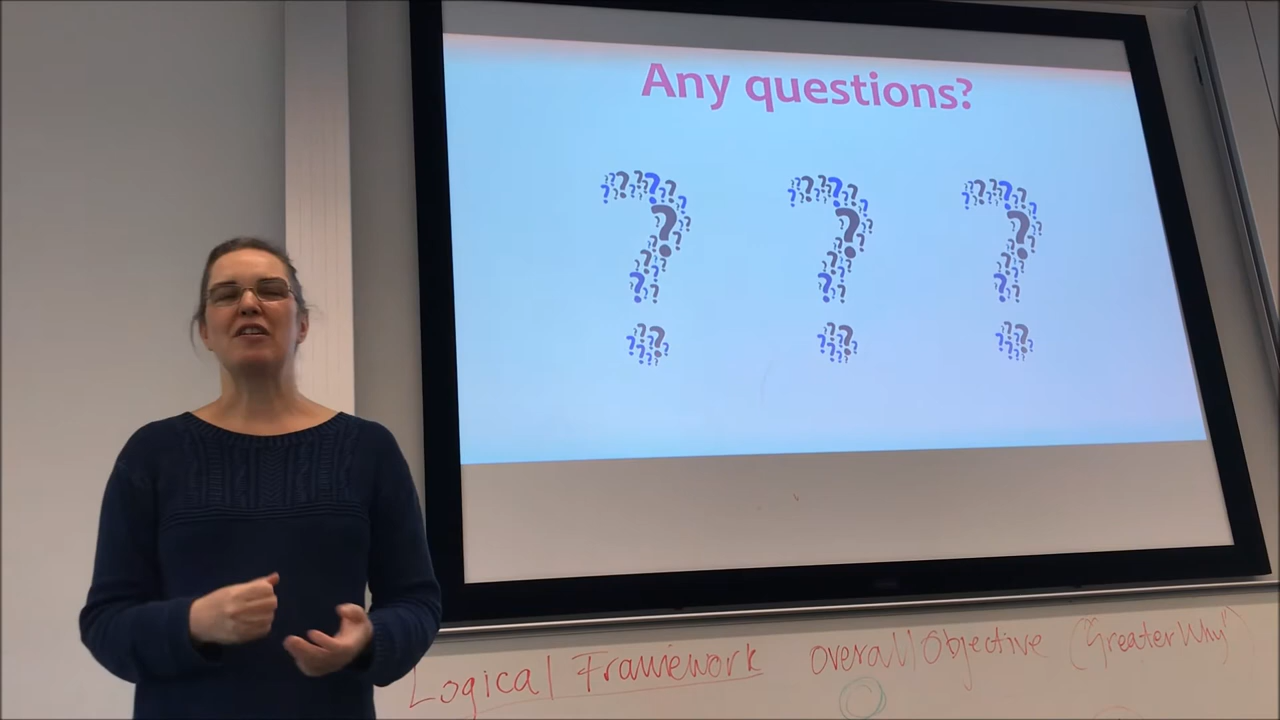 Any questions?
Logical Framework overall Objective ("Greater Why")